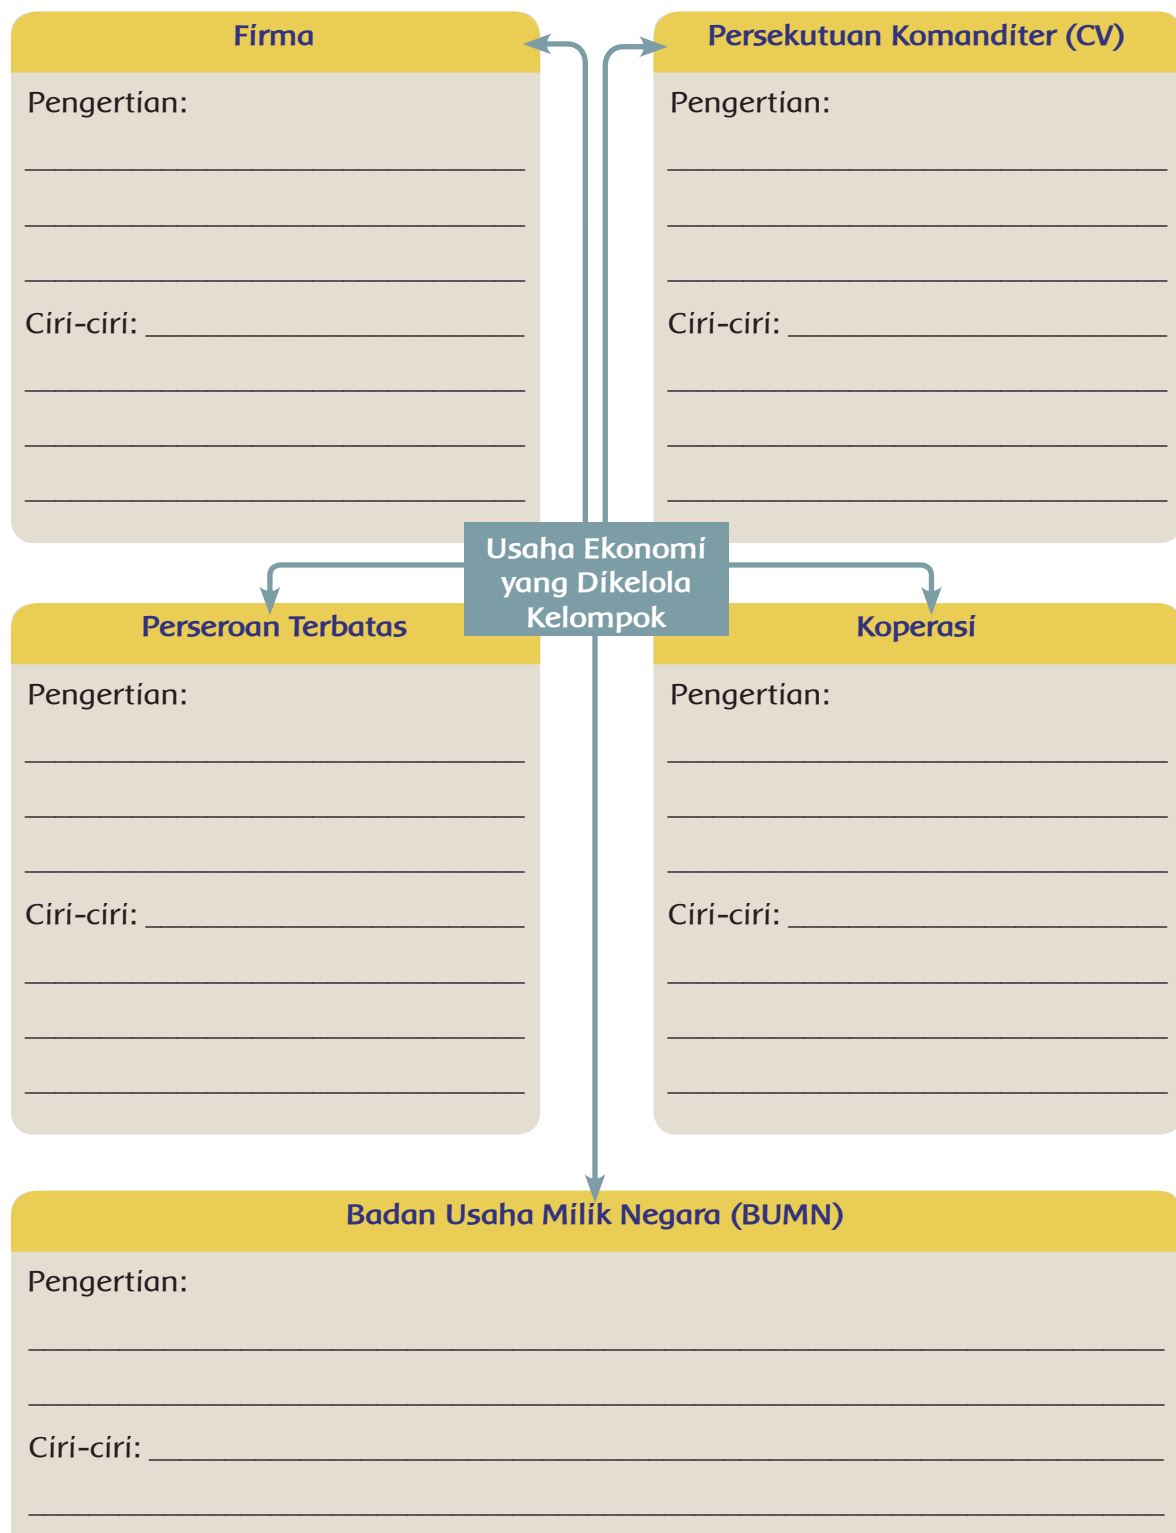 Firma
Pengertian:
Ciri-ciri:
Persekutuan Komanditer (CV)
Pengertian:
Ciri-ciri:
Usaha Ekonomi
yang Dikelola
Kelompok
Perseroan Terbatas
Pengertian:
Ciri-ciri:
Koperasi
Pengertian:
Ciri-ciri:
Badan Usaha Milik Negara (BUMN)
Pengertian:
Ciri-ciri: